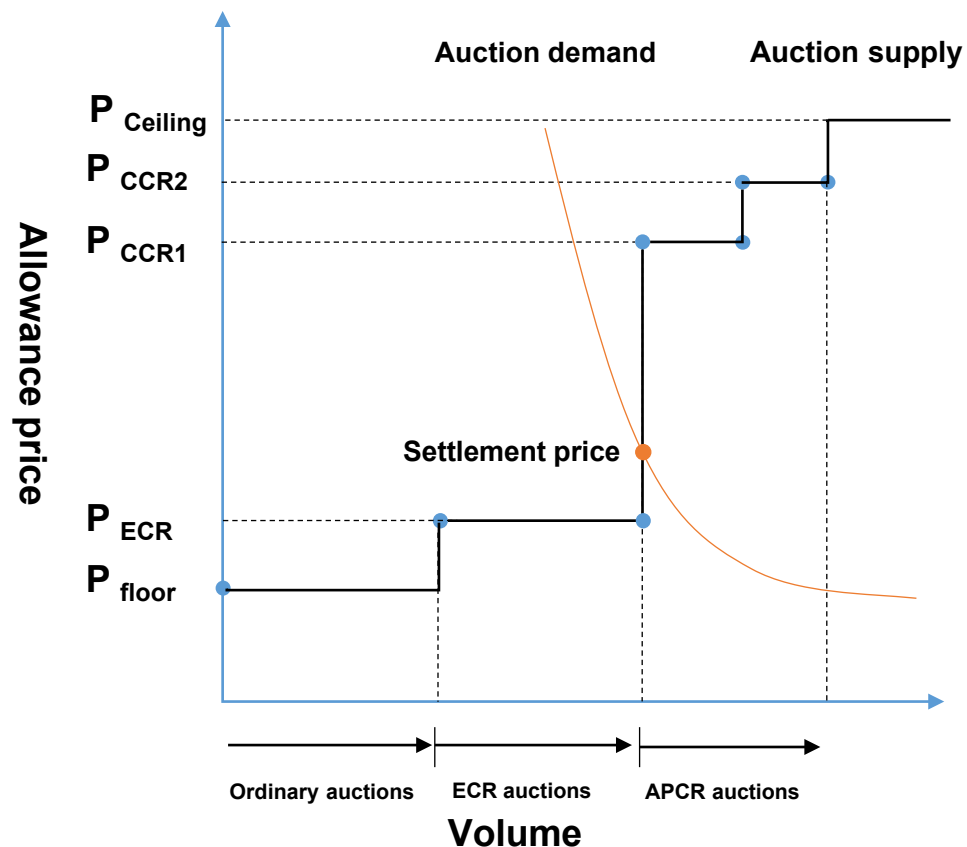 Auction demand
Auction supply
P Ceiling
P CCR2
P CCR1
Allowance price
Settlement price
P ECR
P floor
Ordinary auctions
ECR auctions
APCR auctions
Volume